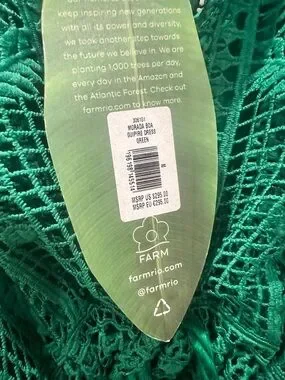 keep inspiring new generations
with all its power and diversity,
we took another step towards
the future we believe in. We are
planting 1,000 trees per day,
every day in the Amazon and
the Atlantic Forest. Check out
farmrio.com to know more.
MORADA BOA
GUIPIRE DRESS
GREEN
MSRP US $295.00
MSRP EU €295.00
FARM
farmrio.com
@farmrio